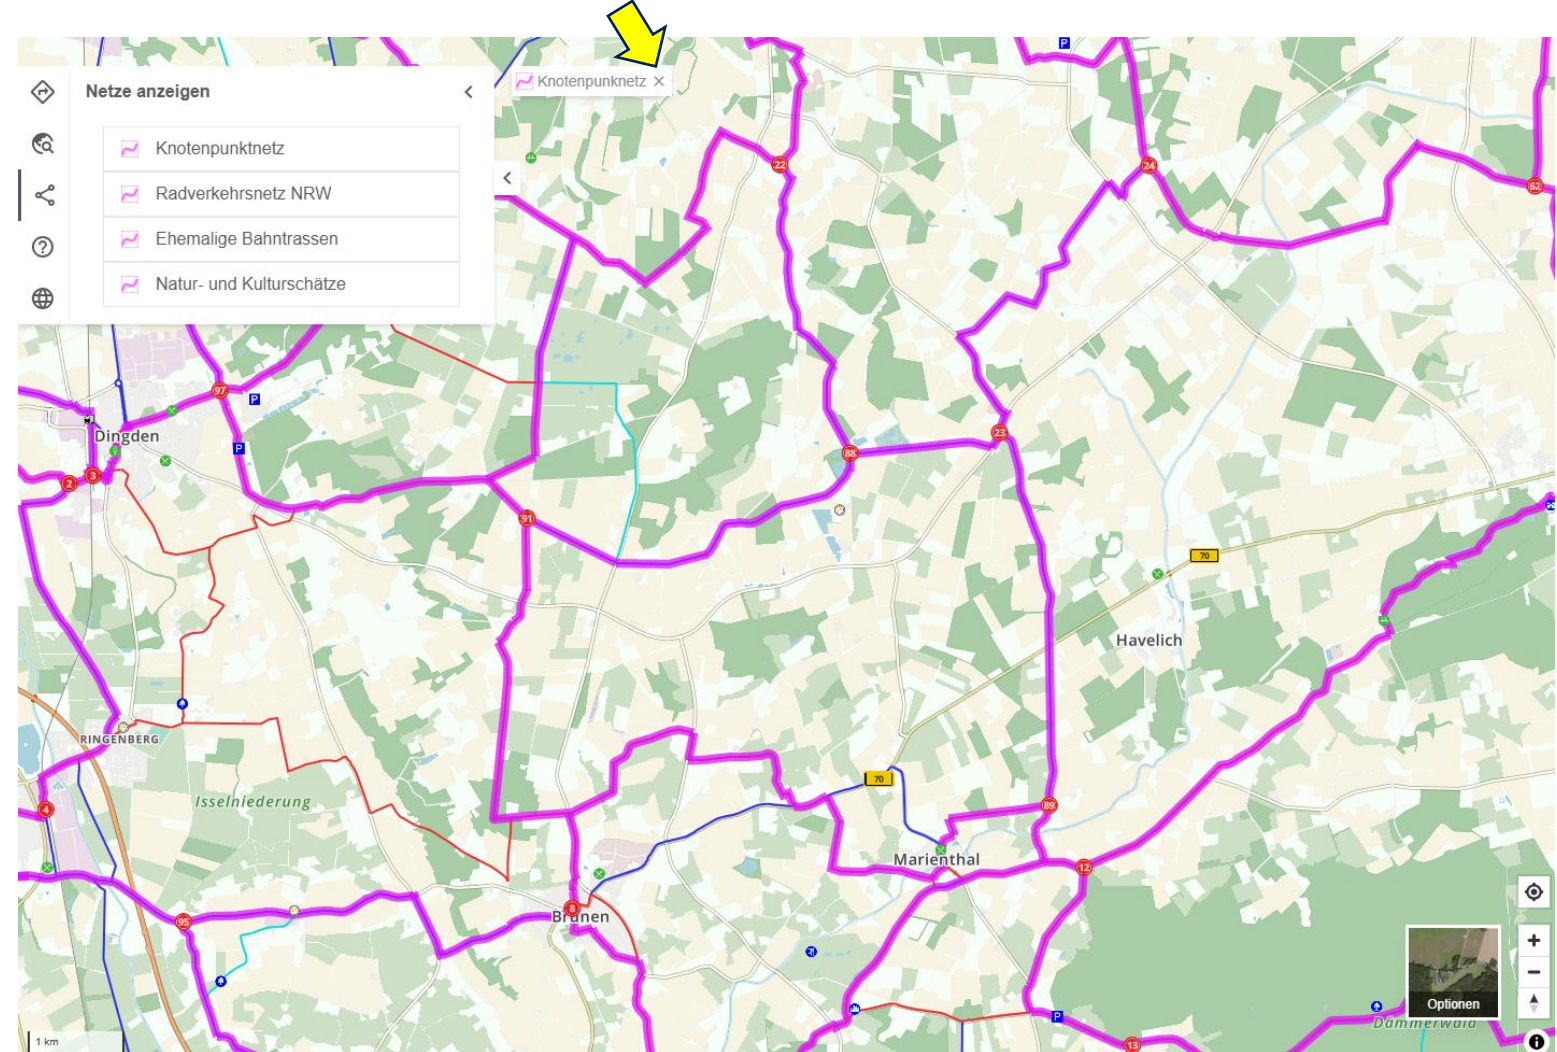 Knotenpunknetz
Netze anzeigen
Knotenpunktnetz
Radverkehrsnetz NRW
Ehemalige Bahntrassen
Natur- und Kulturschätze
P
22
24
62
97
P
P
Dingden
2
3
23
88
91
70
Havelich
RINGENBERG
Isselniederung
4
70
89
Marienthal
12
8
Brünen
95
Optionen
P
Dämmerwald
13
1 km